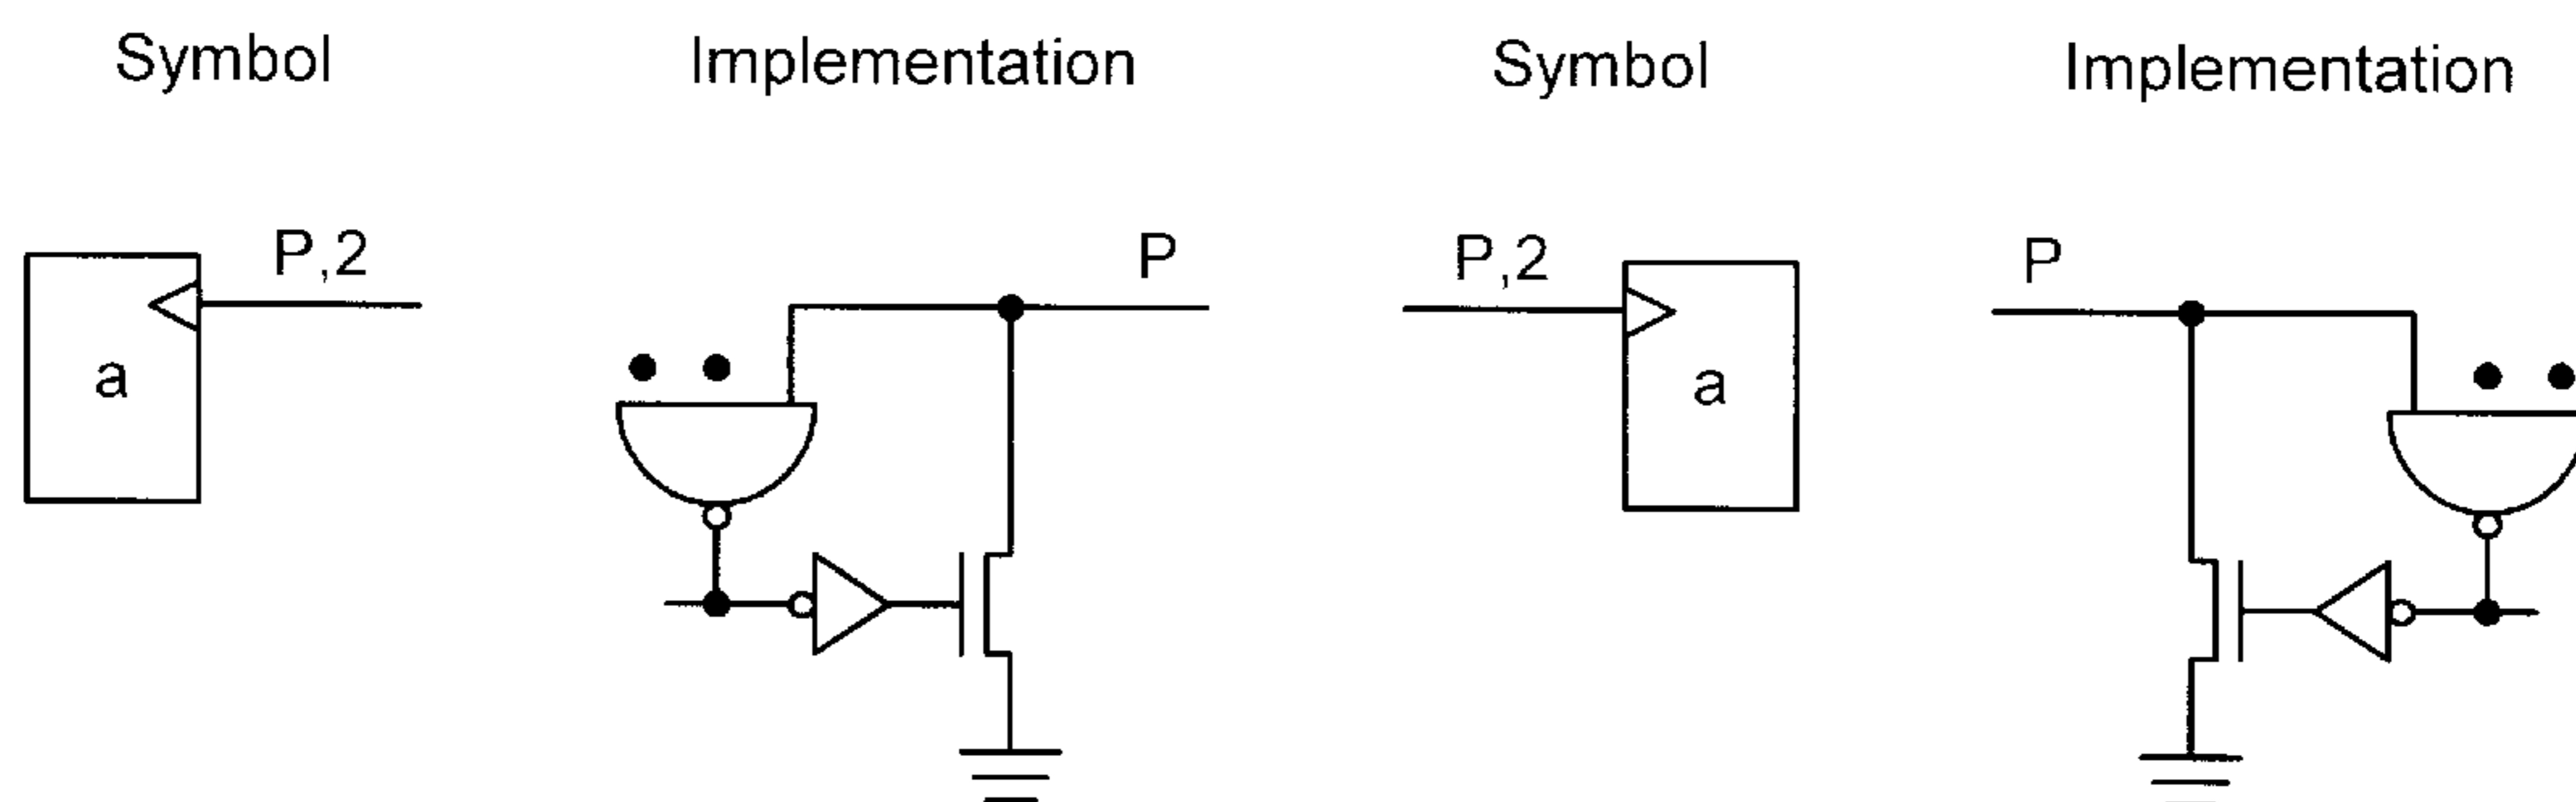 Symbol Implementation Symbol Implementation
P,2 P P,2 P
a a